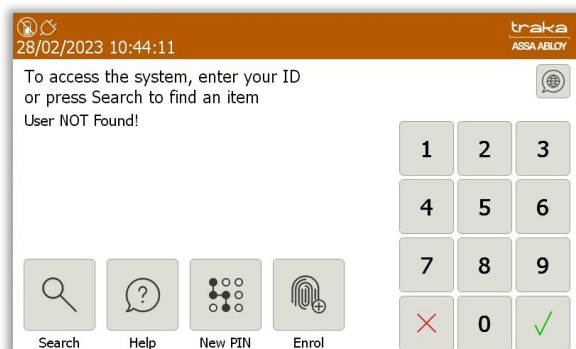 traka
28/02/2023 10:44:11
ASSA ABLOY
To access the system, enter your ID
or press Search to find an item
User NOT Found!
1 2 3
4 5 6
7 8 9
0
Search Help New PIN Enrol